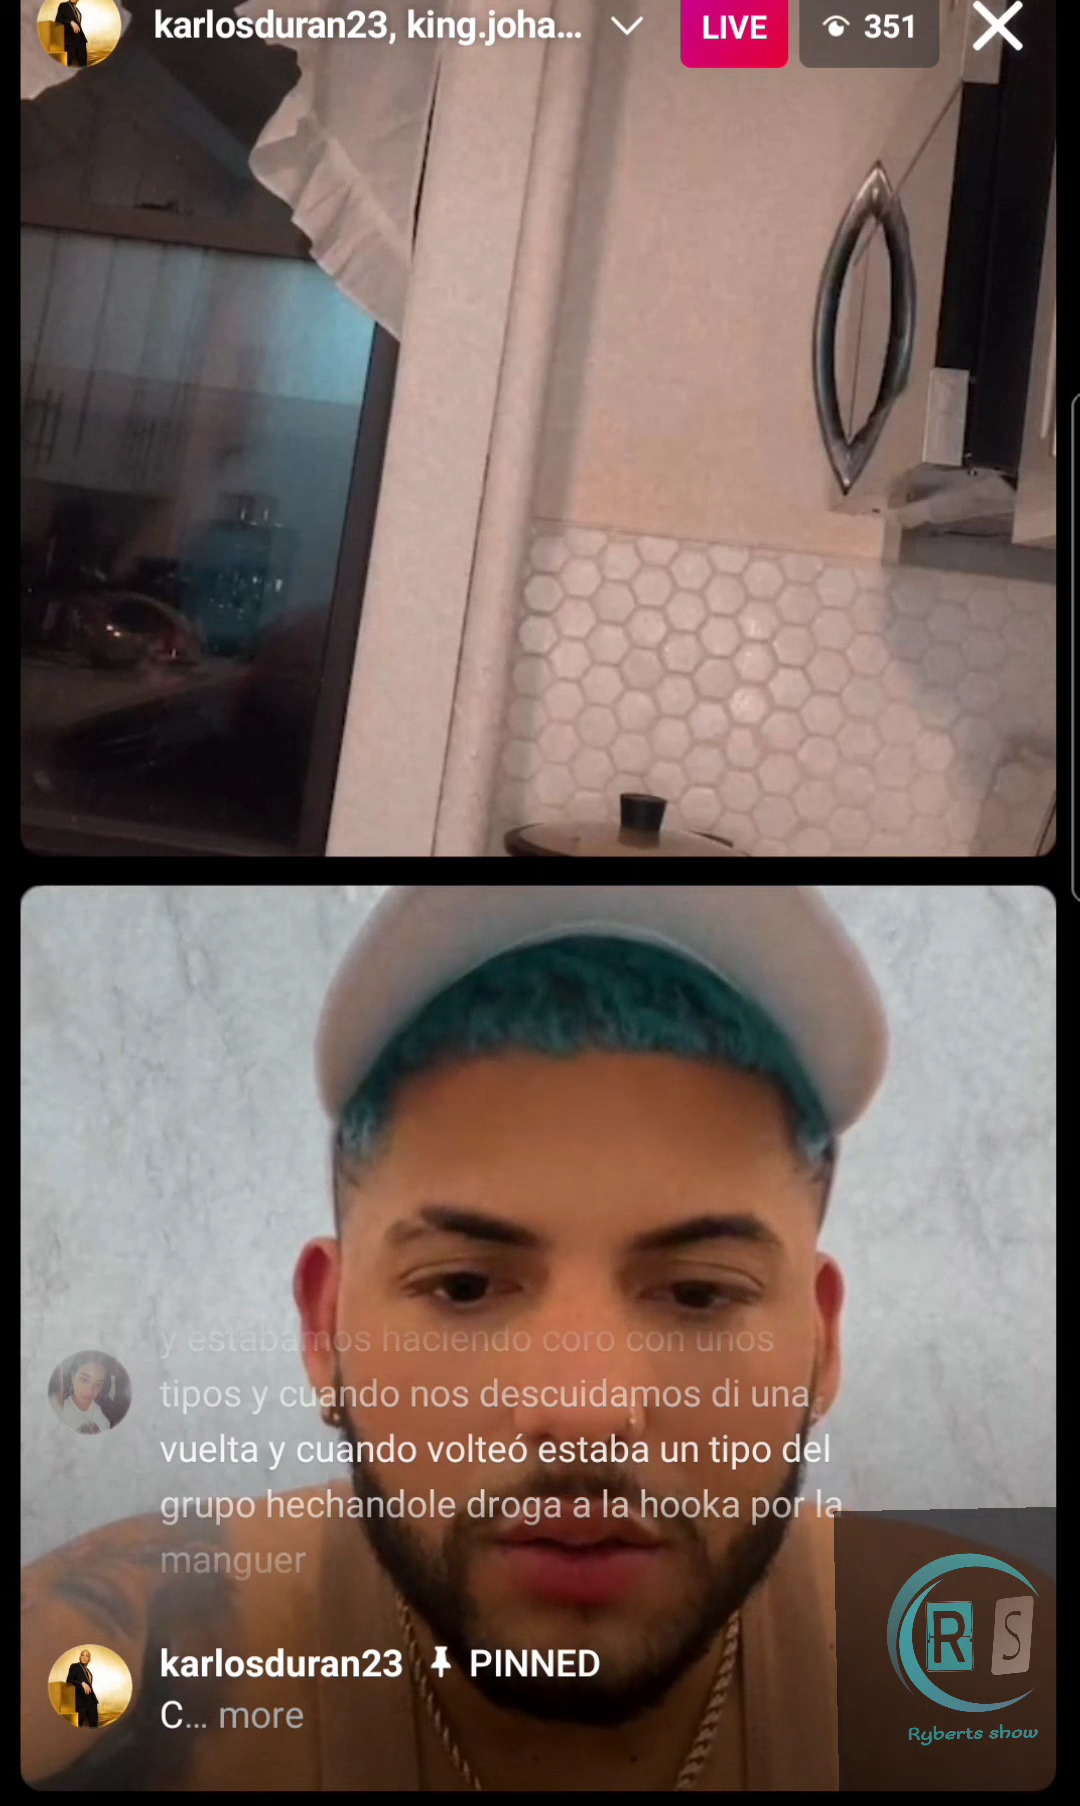 karlosduran23, king.joha...
LIVE
351
y estabamos haciendo coro con unos
tipos y cuando nos descuidamos di una
vuelta y cuando volteó estaba un tipo del
grupo hechandole droga a la hooka por la
manguer
karlosduran23 PINNED
C... more
R S
Ryberts show